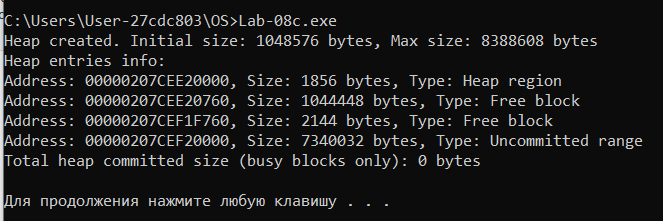 C:\Users\User-27cdc803\OS>Lab-08c.exe
Heap created. Initial size: 1048576 bytes, Max size: 8388608 bytes
Heap entries info:
Address: 00000207CEE20000, Size: 1856 bytes, Type: Heap region
Address: 00000207CEE20760, Size: 1044448 bytes, Type: Free block
Address: 00000207CEF1F760, Size: 2144 bytes, Type: Free block
Address: 00000207CEF20000, Size: 7340032 bytes, Type: Uncommitted range
Total heap committed size (busy blocks only): 0 bytes
Для продолжения нажмите любую клавишу . . .